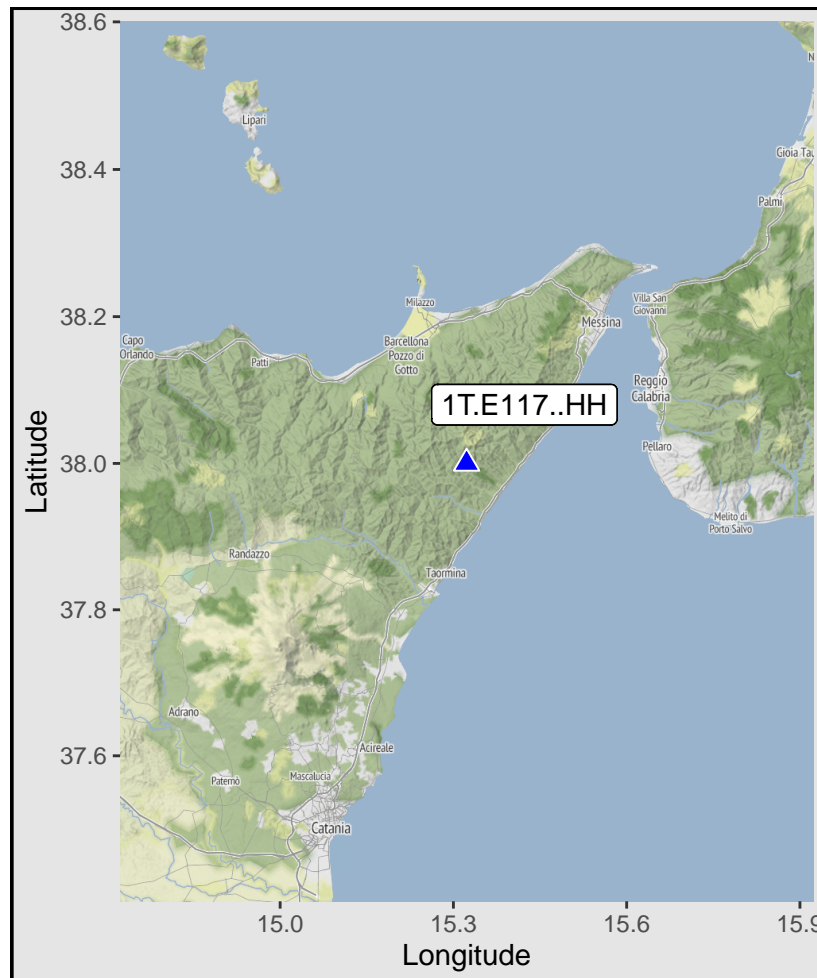 38.6
N
Lipari
Gioia Tau
38.4
Palmi
Milazzo
Villa San
Giovanni
38.2
Messina
Capo
Orlando
Barcellona
Pozzo di
Gotto
Patti
Reggio
Calabria
1T.E117..HH
Pellaro
38.0
Latitude
Melito di
Porto Salvo
Randazzo
Taormina
37.8
Adrano
Acireale
37.6
Paternò
Mascalucia
Catania
15.0
15.3
15.6
15.9
Longitude